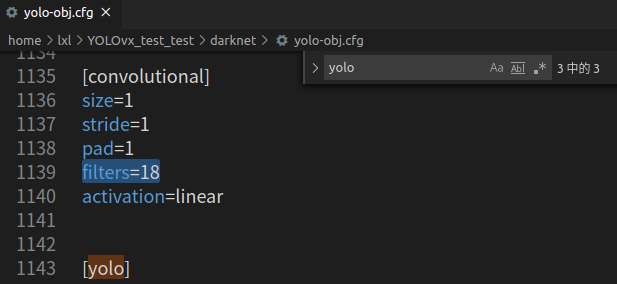 yolo-obj.cfg
home > lxl > YOLOvx_test_test > darknet > yolo-obj.cfg
yolo Aa Abl .* 3 中的 3
1134
1135 [convolutional]
1136 size=1
1137 stride=1
1138 pad=1
1139 filters=18
1140 activation=linear
1141
1142
1143 [yolo]